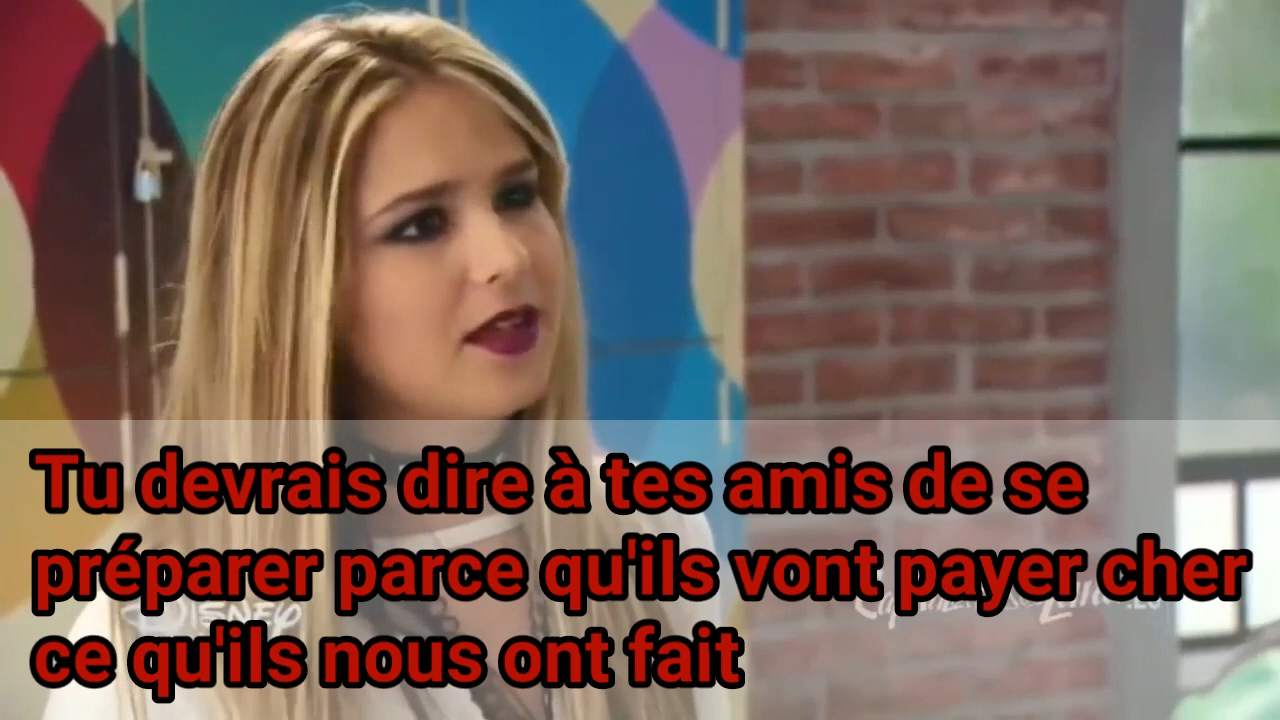 Tu devrais dire à tes amis de se
préparer parce qu'ils vont payer cher
DISNEY
ce qu'ils nous ont fait